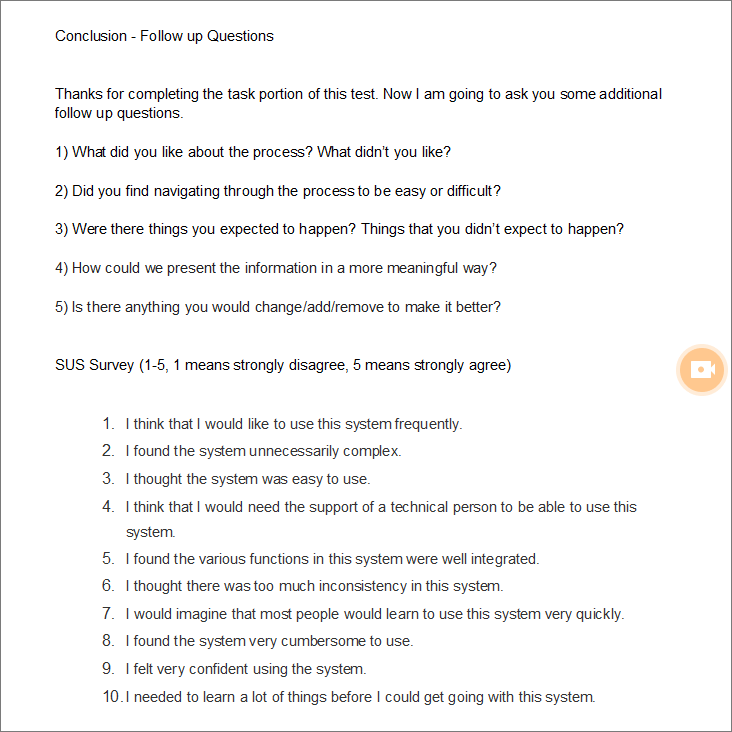 Conclusion - Follow up Questions
Thanks for completing the task portion of this test. Now I am going to ask you some additional
follow up questions.
1) What did you like about the process? What didn’t you like?
2) Did you find navigating through the process to be easy or difficult?
3) Were there things you expected to happen? Things that you didn’t expect to happen?
4) How could we present the information in a more meaningful way?
5) Is there anything you would change/add/remove to make it better?
SUS Survey (1-5, 1 means strongly disagree, 5 means strongly agree)
1. I think that I would like to use this system frequently.
2. I found the system unnecessarily complex.
3. I thought the system was easy to use.
4. I think that I would need the support of a technical person to be able to use this
system.
5. I found the various functions in this system were well integrated.
6. I thought there was too much inconsistency in this system.
7. I would imagine that most people would learn to use this system very quickly.
8. I found the system very cumbersome to use.
9. I felt very confident using the system.
10. I needed to learn a lot of things before I could get going with this system.